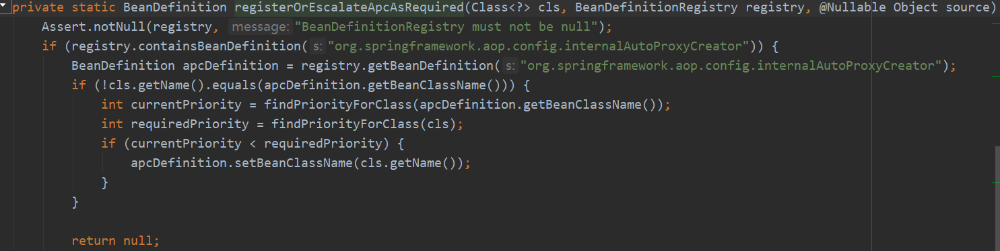 private static BeanDefinition registerOrEscalateApcAsRequired(Class<?> cls, BeanDefinitionRegistry registry, @Nullable Object source)
Assert.notNull(registry, message: "BeanDefinitionRegistry must not be null");
if (registry.containsBeanDefinition(s: "org.springframework.aop.config.internalAutoProxyCreator")) {
BeanDefinition apcDefinition = registry.getBeanDefinition(s: "org.springframework.aop.config.internalAutoProxyCreator");
if (!cls.getName().equals(apcDefinition.getBeanClassName())) {
int currentPriority = findPriorityForClass(apcDefinition.getBeanClassName());
int requiredPriority = findPriorityForClass(cls);
if (currentPriority < requiredPriority) {
apcDefinition.setBeanClassName(cls.getName());
}
}
return null;